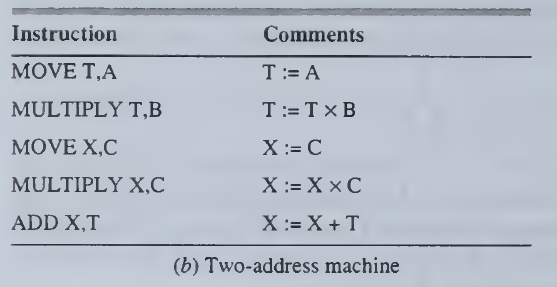 Instruction Comments
MOVE T,A T := A
MULTIPLY T,B T := T × B
MOVE X,C X := C
MULTIPLY X,C X := X × C
ADD X,T X := X + T
(b) Two-address machine